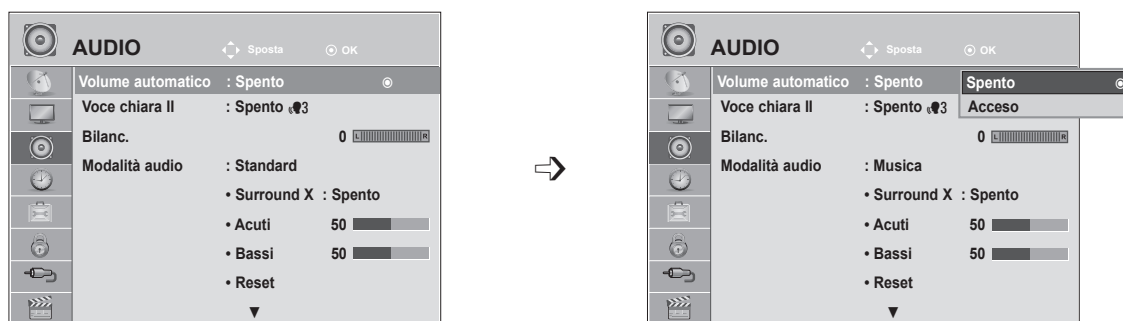 AUDIO
Sposta
OK
Volume automatico : Spento
Voce chiara II : Spento 3
Bilanc. 0 L R
Modalità audio : Standard
• Surround X : Spento
• Acuti 50
• Bassi 50
• Reset
▼
AUDIO
Sposta
OK
Volume automatico : Spento
Spento
Acceso
Voce chiara II : Spento 3
Bilanc. 0 L R
Modalità audio : Musica
• Surround X : Spento
• Acuti 50
• Bassi 50
• Reset
▼